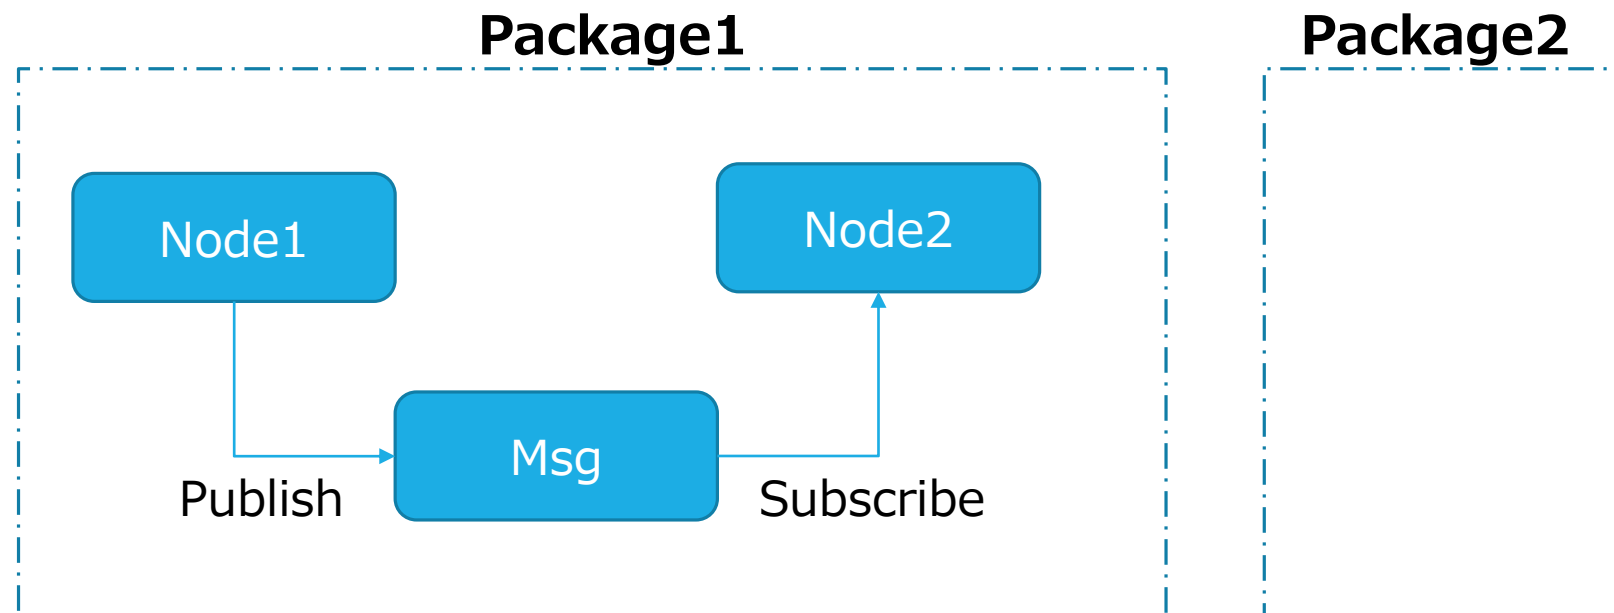 Package1
Package2
Node1
Node2
Msg
Publish
Subscribe